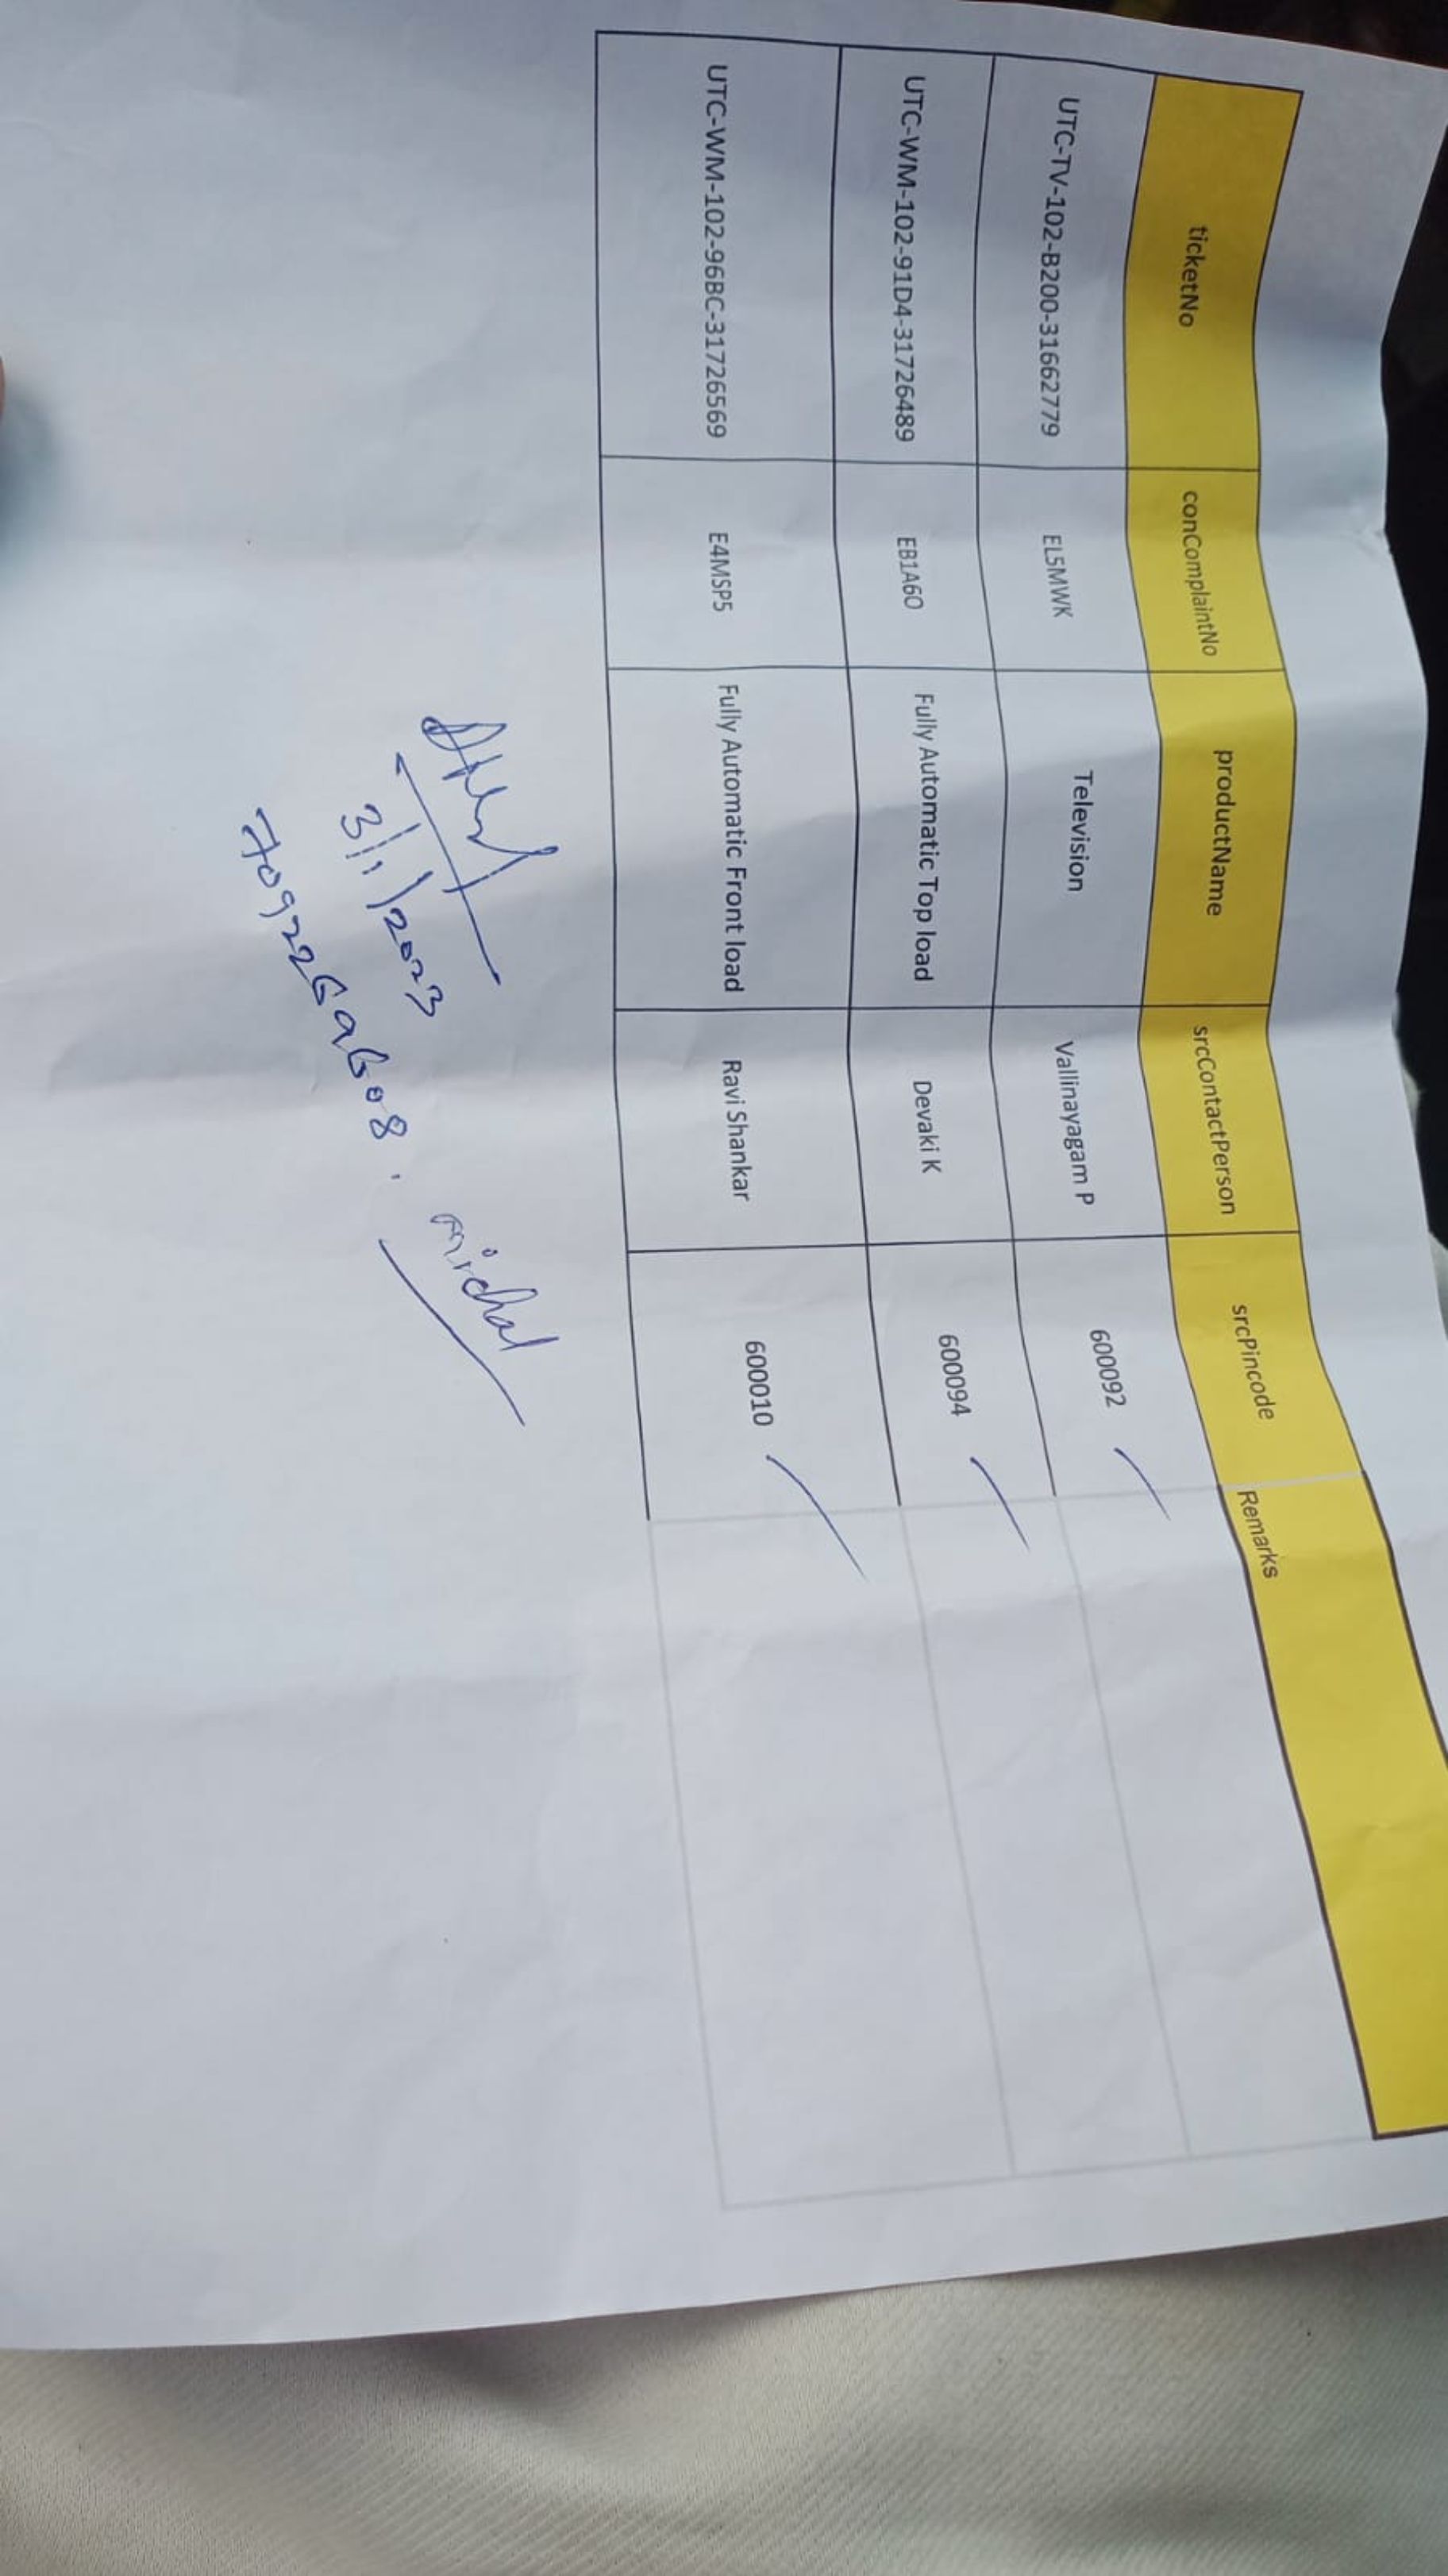 ticketNo conComplaintNo productName srcContactPerson srcPincode Remarks
UTC-TV-102-B200-31662779 EL5MWK Television Vallinayagam P 600092
UTC-WM-102-91D4-31726489 EB1A6O Fully Automatic Top load Devaki K 600094
UTC-WM-102-96BC-31726569 E4MSP5 Fully Automatic Front load Ravi Shankar 600010
3/1/2023
7092269608. michal